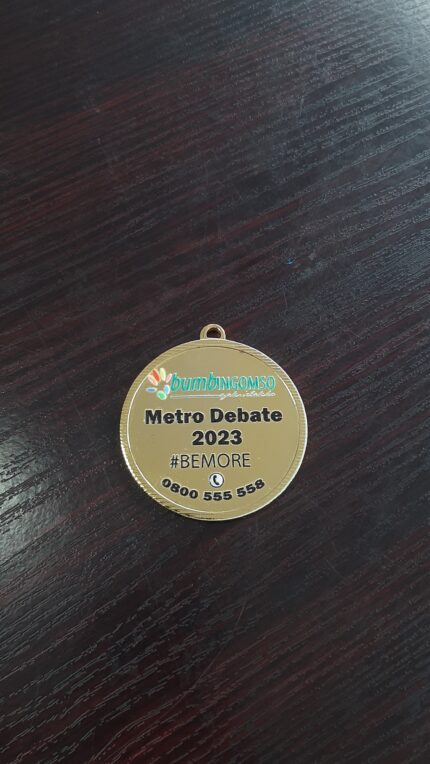 bumbINGOMSO
Metro Debate
2023
#BEMORE
0800 555 558